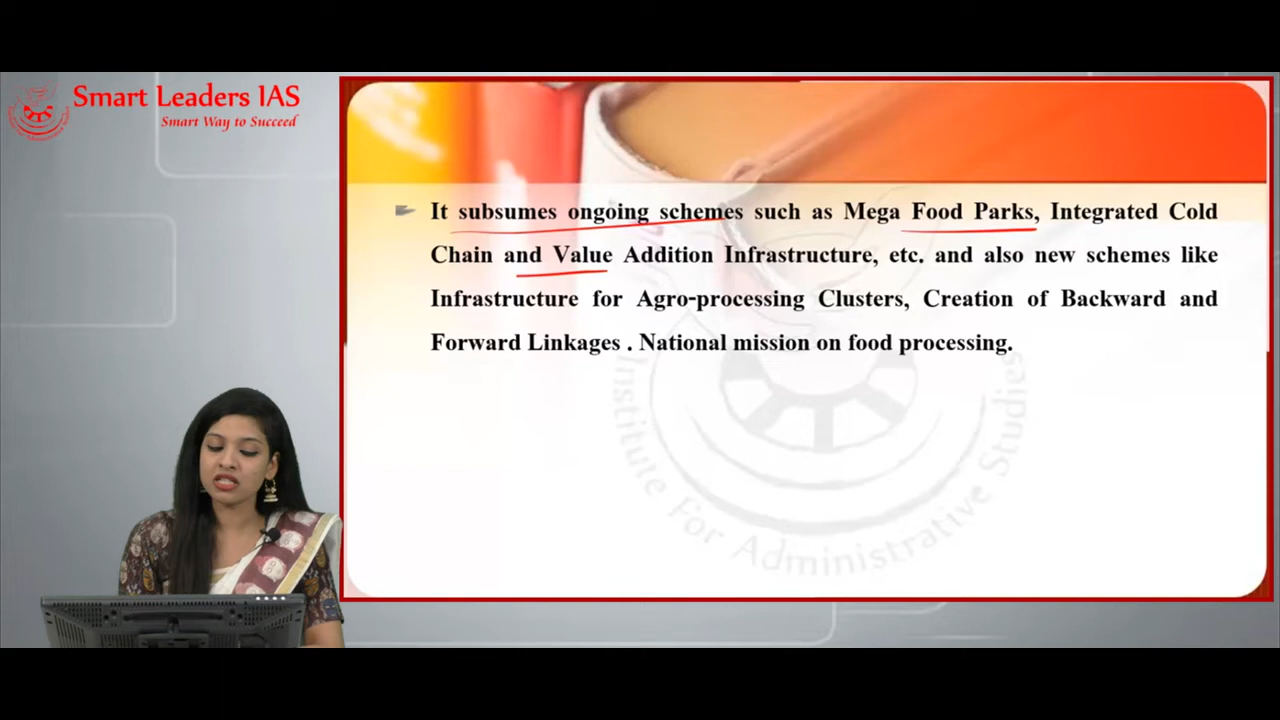 Smart Leaders IAS
Smart Way to Succeed
It subsumes ongoing schemes such as Mega Food Parks, Integrated Cold
Chain and Value Addition Infrastructure, etc. and also new schemes like
Infrastructure for Agro-processing Clusters, Creation of Backward and
Forward Linkages . National mission on food processing.
Institute For Administrative Studies